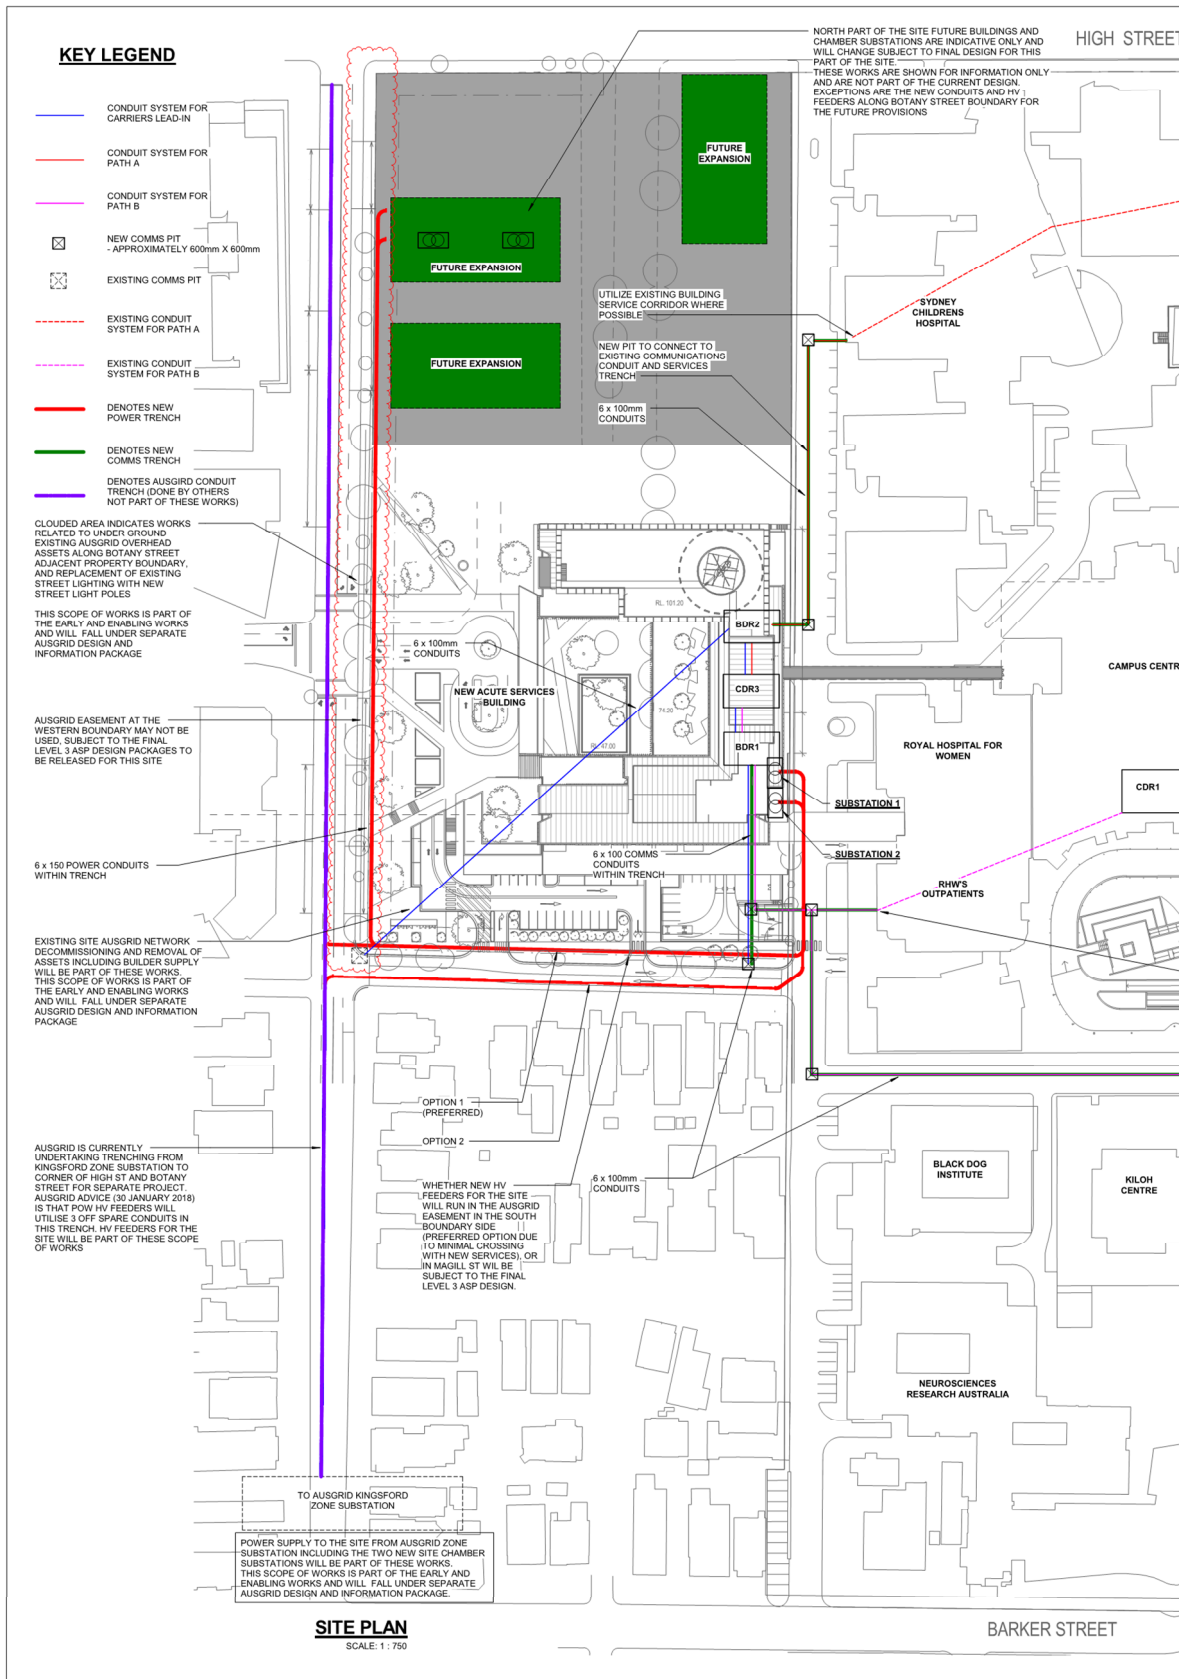 KEY LEGEND
CONDUIT SYSTEM FOR
CARRIERS LEAD-IN
CONDUIT SYSTEM FOR
PATH A
CONDUIT SYSTEM FOR
PATH B
NEW COMMS PIT
- APPROXIMATELY 600mm X 600mm
EXISTING COMMS PIT
EXISTING CONDUIT
SYSTEM FOR PATH A
EXISTING CONDUIT
SYSTEM FOR PATH B
DENOTES NEW
POWER TRENCH
DENOTES NEW
COMMS TRENCH
DENOTES AUSGIRD CONDUIT
TRENCH (DONE BY OTHERS
NOT PART OF THESE WORKS)
CLOUDED AREA INDICATES WORKS
RELATED TO UNDER GROUND
EXISTING AUSGRID OVERHEAD
ASSETS ALONG BOTANY STREET
ADJACENT PROPERTY BOUNDARY,
AND REPLACEMENT OF EXISTING
STREET LIGHTING WITH NEW
STREET LIGHT POLES
THIS SCOPE OF WORKS IS PART OF
THE EARLY AND ENABLING WORKS
AND WILL FALL UNDER SEPARATE
AUSGRID DESIGN AND
INFORMATION PACKAGE
AUSGRID EASEMENT AT THE
WESTERN BOUNDARY MAY NOT BE
USED, SUBJECT TO THE FINAL
LEVEL 3 ASP DESIGN PACKAGES TO
BE RELEASED FOR THIS SITE
6 x 150 POWER CONDUITS
WITHIN TRENCH
EXISTING SITE AUSGRID NETWORK
DECOMMISSIONING AND REMOVAL OF
ASSETS INCLUDING BUILDER SUPPLY
WILL BE PART OF THESE WORKS.
THIS SCOPE OF WORKS IS PART OF
THE EARLY AND ENABLING WORKS
AND WILL FALL UNDER SEPARATE
AUSGRID DESIGN AND INFORMATION
PACKAGE
AUSGRID IS CURRENTLY
UNDERTAKING TRENCHING FROM
KINGSFORD ZONE SUBSTATION TO
CORNER OF HIGH ST AND BOTANY
STREET FOR SEPARATE PROJECT.
AUSGRID ADVICE (30 JANUARY 2018)
IS THAT POW HV FEEDERS WILL
UTILISE 3 OFF SPARE CONDUITS IN
THIS TRENCH. HV FEEDERS FOR THE
SITE WILL BE PART OF THESE SCOPE
OF WORKS
NORTH PART OF THE SITE FUTURE BUILDINGS AND
CHAMBER SUBSTATIONS ARE INDICATIVE ONLY AND
WILL CHANGE SUBJECT TO FINAL DESIGN FOR THIS
PART OF THE SITE.
THESE WORKS ARE SHOWN FOR INFORMATION ONLY
AND ARE NOT PART OF THE CURRENT DESIGN.
EXCEPTIONS ARE THE NEW CONDUITS AND HV
FEEDERS ALONG BOTANY STREET BOUNDARY FOR
THE FUTURE PROVISIONS
HIGH STREET
FUTURE
EXPANSION
FUTURE EXPANSION
FUTURE EXPANSION
UTILIZE EXISTING BUILDING
SERVICE CORRIDOR WHERE
POSSIBLE
NEW PIT TO CONNECT TO
EXISTING COMMUNICATIONS
CONDUIT AND SERVICES
TRENCH
6 x 100mm
CONDUITS
SYDNEY
CHILDRENS
HOSPITAL
RL. 101.20
BDR2
6 x 100mm
CONDUITS
NEW ACUTE SERVICES
BUILDING
CDR3
74.20
RL. 47.00
BDR1
CAMPUS CENTR
ROYAL HOSPITAL FOR
WOMEN
CDR1
SUBSTATION 1
SUBSTATION 2
6 x 100 COMMS
CONDUITS
WITHIN TRENCH
RHW'S
OUTPATIENTS
OPTION 1
(PREFERRED)
OPTION 2
WHETHER NEW HV
FEEDERS FOR THE SITE
WILL RUN IN THE AUSGRID
EASEMENT IN THE SOUTH
BOUNDARY SIDE
(PREFERRED OPTION DUE
TO MINIMAL CROSSING
WITH NEW SERVICES), OR
IN MAGILL ST WIL BE
SUBJECT TO THE FINAL
LEVEL 3 ASP DESIGN.
6 x 100mm
CONDUITS
BLACK DOG
INSTITUTE
KILOH
CENTRE
NEUROSCIENCES
RESEARCH AUSTRALIA
TO AUSGRID KINGSFORD
ZONE SUBSTATION
POWER SUPPLY TO THE SITE FROM AUSGRID ZONE
SUBSTATION INCLUDING THE TWO NEW SITE CHAMBER
SUBSTATIONS WILL BE PART OF THESE WORKS.
THIS SCOPE OF WORKS IS PART OF THE EARLY AND
ENABLING WORKS AND WILL FALL UNDER SEPARATE
AUSGRID DESIGN AND INFORMATION PACKAGE.
SITE PLAN
SCALE: 1 : 750
BARKER STREET